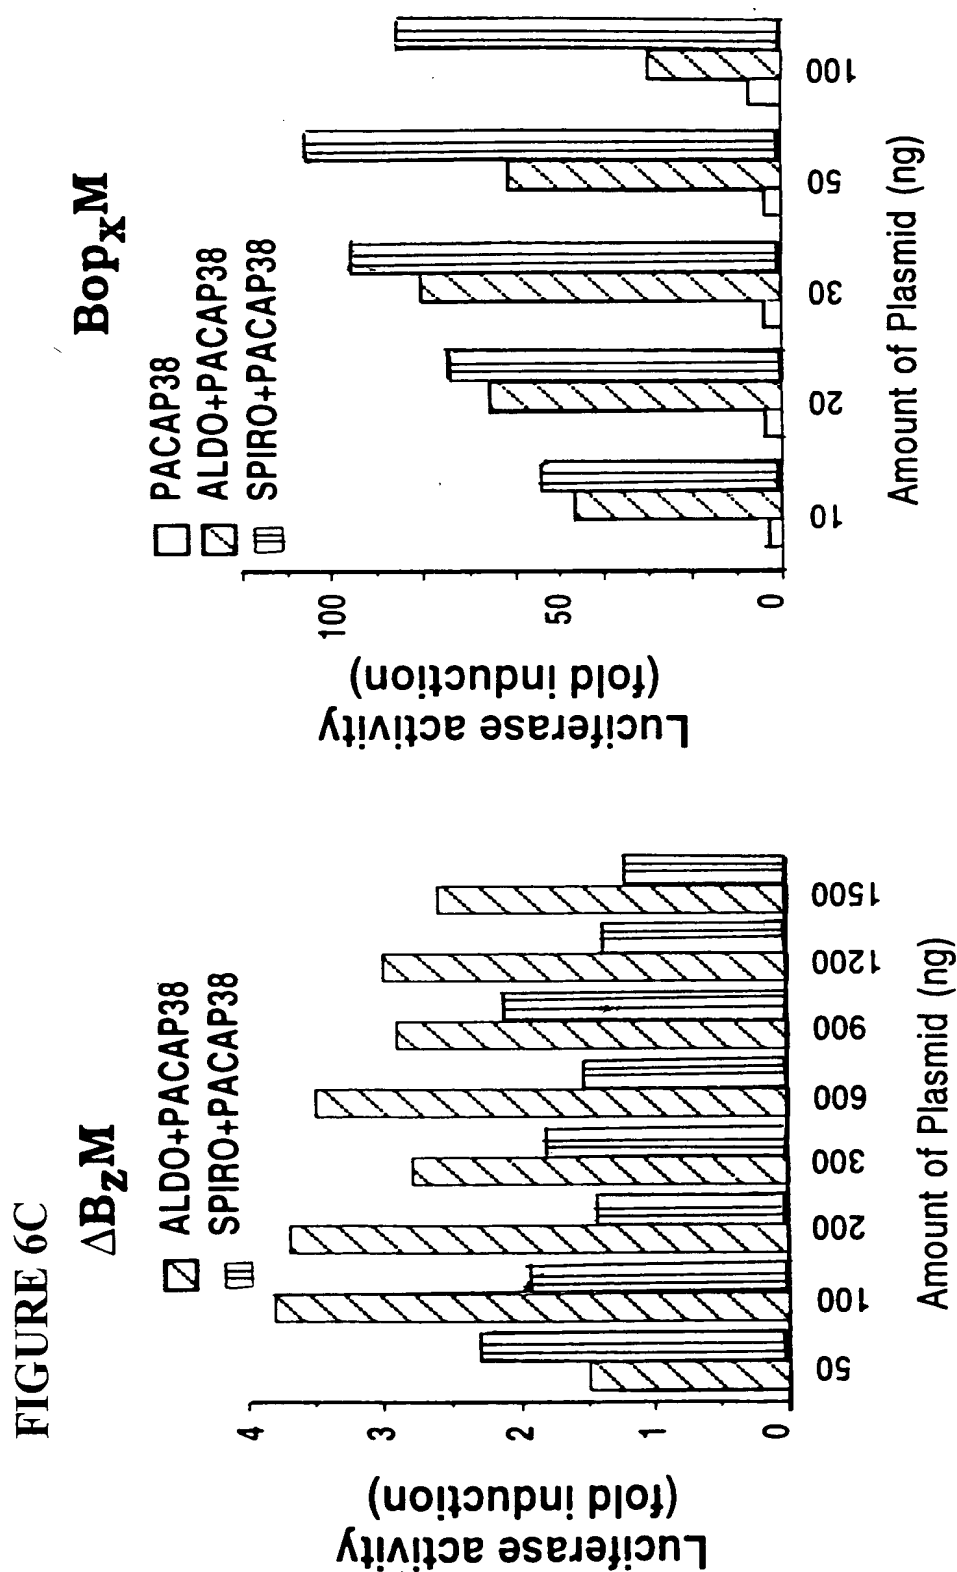 FIGURE 6C
ΔBzM
ALDO+PACAP38
SPIRO+PACAP38
Luciferase activity
(fold induction)
4
3
2
1
0
50 100 200 300 600 900 1200 1500
Amount of Plasmid (ng)
BopxM
PACAP38
ALDO+PACAP38
SPIRO+PACAP38
Luciferase activity
(fold induction)
100
50
0
10 20 30 50 100
Amount of Plasmid (ng)